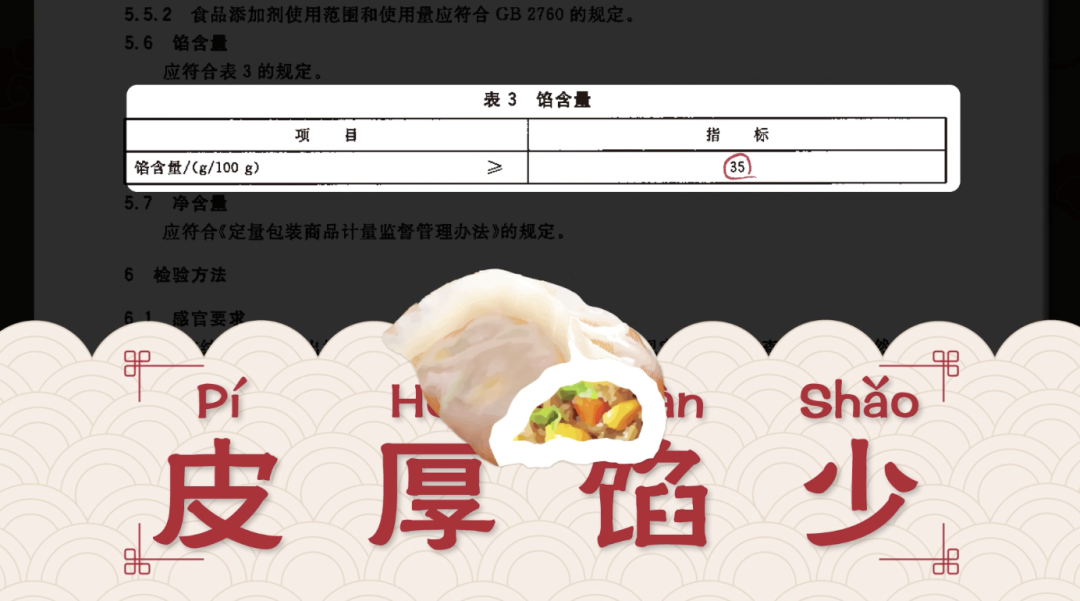 5.5.2 食品添加剂使用范围和使用量应符合 GB 2760 的规定。
5.6 馅含量
应符合表 3 的规定。
表 3 馅含量
项 目 指 标
馅含量/(g/100 g) ≥ 35
5.7 净含量
应符合《定量包装商品计量监督管理办法》的规定。
6 检验方法
6.1 感官要求
Pí Shǎo
皮 厚 馅 少